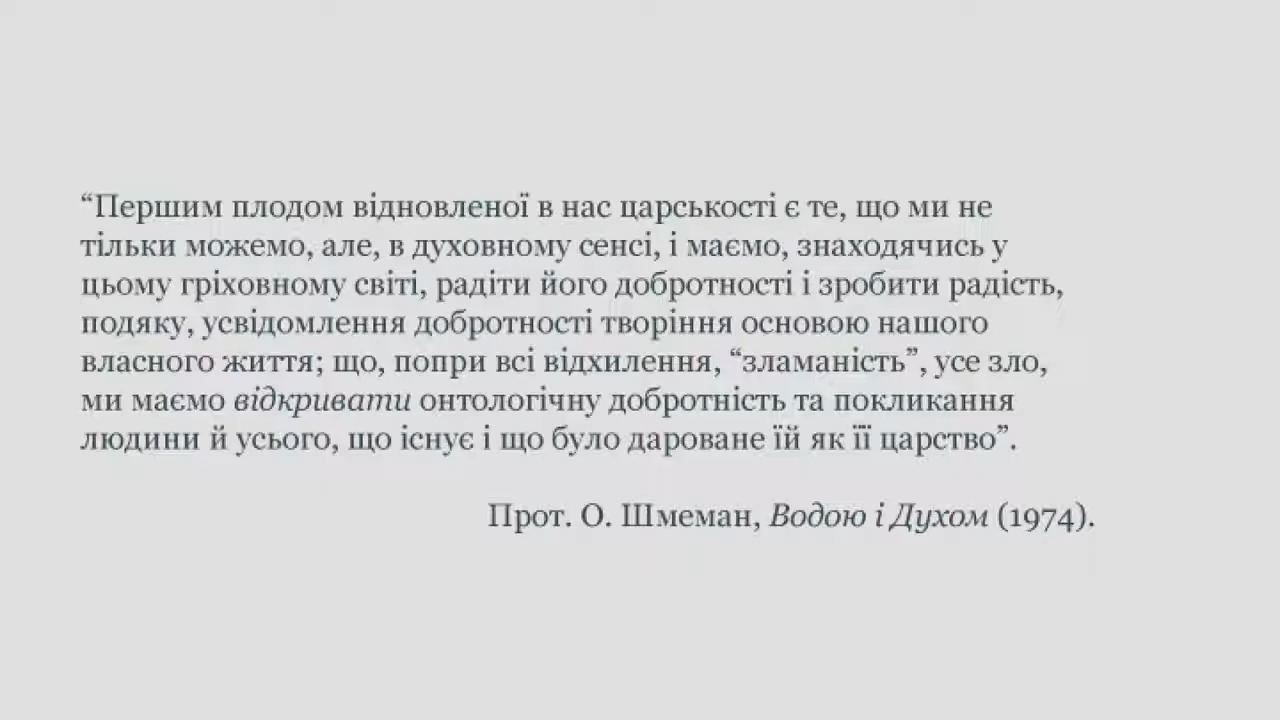 “Першим плодом відновленої в нас царськості є те, що ми не
тільки можемо, але, в духовному сенсі, і маємо, знаходячись у
цьому гріховному світі, радіти його добротності і зробити радість,
подяку, усвідомлення добротності творіння основою нашого
власного життя; що, попри всі відхилення, “зламаність”, усе зло,
ми маємо відкривати онтологічну добротність та покликання
людини й усього, що існує і що було дароване їй як її царство”.
Прот. О. Шмеман, Водою і Духом (1974).